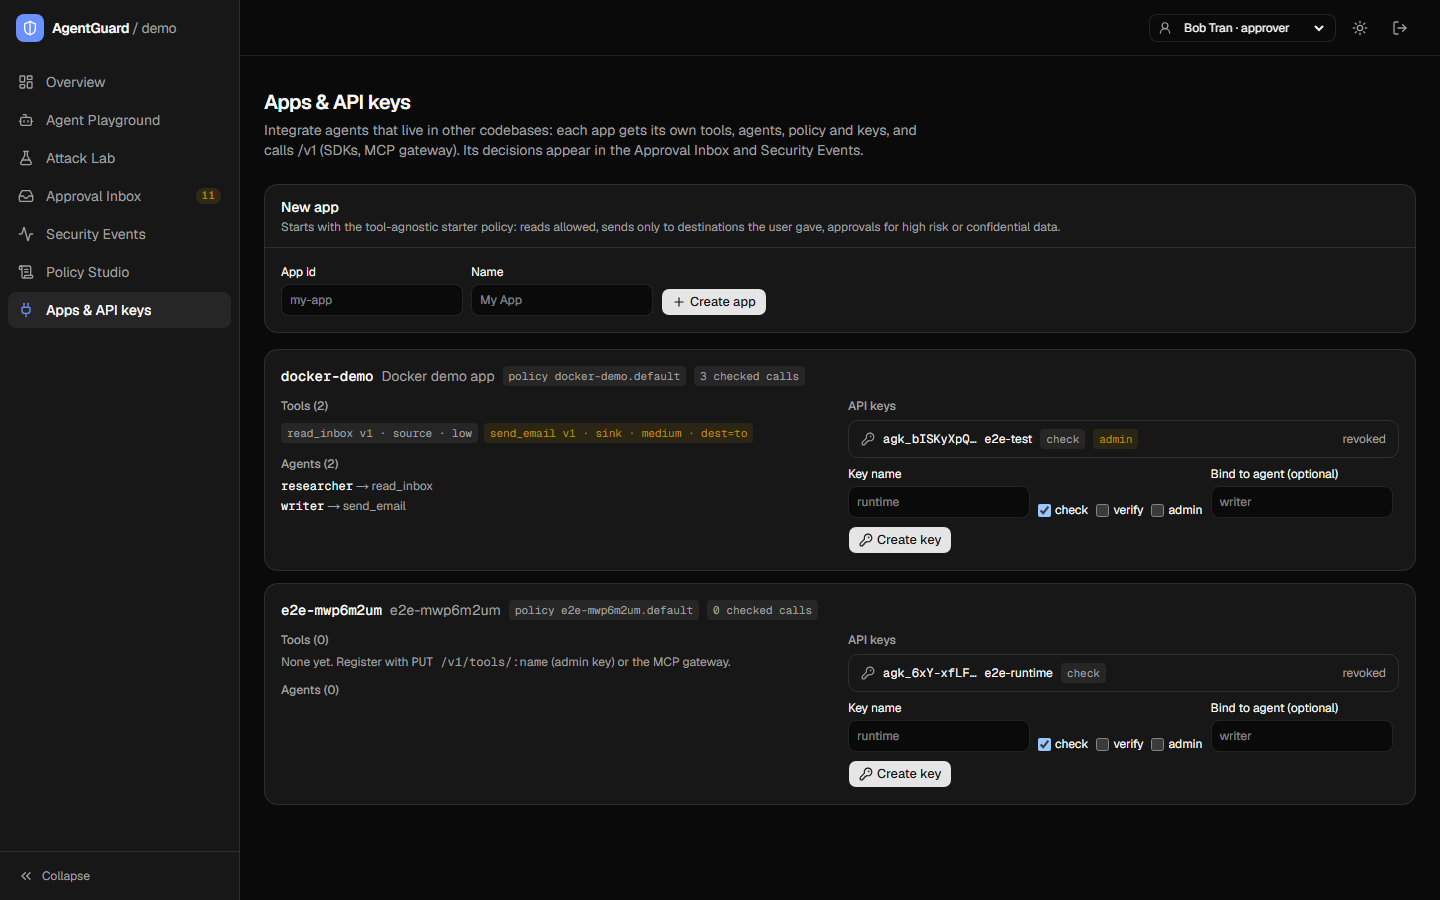 AgentGuard / demo
Bob Tran · approver
Overview
Agent Playground
Attack Lab
Approval Inbox 11
Security Events
Policy Studio
Apps & API keys
Collapse
Apps & API keys
Integrate agents that live in other codebases: each app gets its own tools, agents, policy and keys, and
calls /v1 (SDKs, MCP gateway). Its decisions appear in the Approval Inbox and Security Events.
New app
Starts with the tool-agnostic starter policy: reads allowed, sends only to destinations the user gave, approvals for high risk or confidential data.
App id Name
my-app My App Create app
docker-demo Docker demo app policy docker-demo.default 3 checked calls
Tools (2)
read_inbox v1 · source · low send_email v1 · sink · medium · dest=to
Agents (2)
researcher → read_inbox
writer → send_email
API keys
agk_bISKyXpQ… e2e-test check admin revoked
Key name Bind to agent (optional)
runtime check verify admin writer
Create key
e2e-mwp6m2um e2e-mwp6m2um policy e2e-mwp6m2um.default 0 checked calls
Tools (0)
None yet. Register with PUT /v1/tools/:name (admin key) or the MCP gateway.
Agents (0)
API keys
agk_6xY-xfLF… e2e-runtime check revoked
Key name Bind to agent (optional)
runtime check verify admin writer
Create key